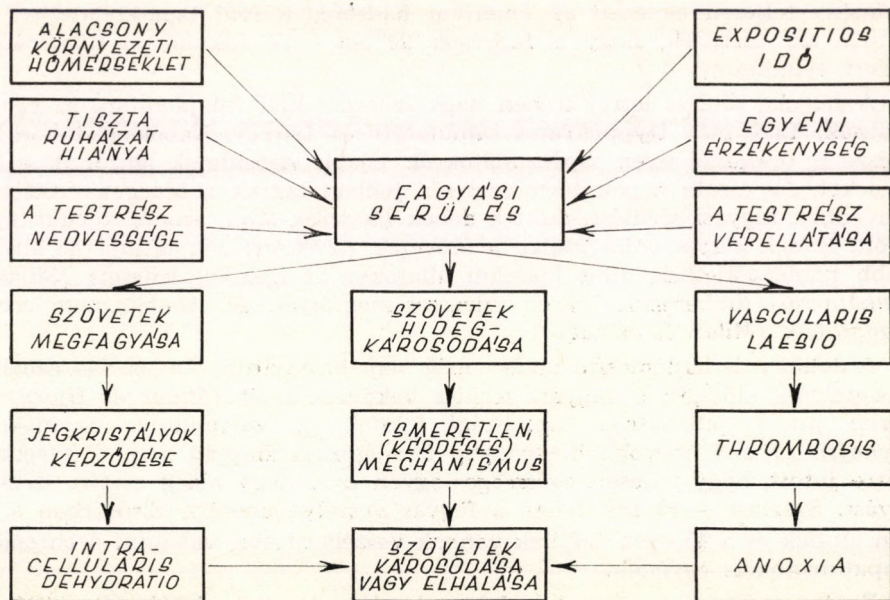 ALACSONY
KÖRNYEZETI
HŐMÉRSÉKLET
EXPOSITIOS
IDŐ
TISZTA
RUHÁZAT
HIÁNYA
EGYÉNI
ÉRZÉKENYSÉG
FAGYÁSI
SÉRÜLÉS
A TESTRÉSZ
NEDVESSÉGE
A TESTRÉSZ
VÉRELLÁTÁSA
SZÖVETEK
MEGFAGYÁSA
SZÖVETEK
HIDEG-
KÁROSODÁSA
VASCULARIS
LAESIO
JÉGKRISTÁLYOK
KÉPZŐDÉSE
ISMERETLEN,
(KÉRDÉSES)
MECHANISMUS
THROMBOSIS
INTRA-
CELLULÁRIS
DEHYDRATIO
SZÖVETEK
KÁROSODÁSA
VAGY ELHALÁSA
ANOXIA